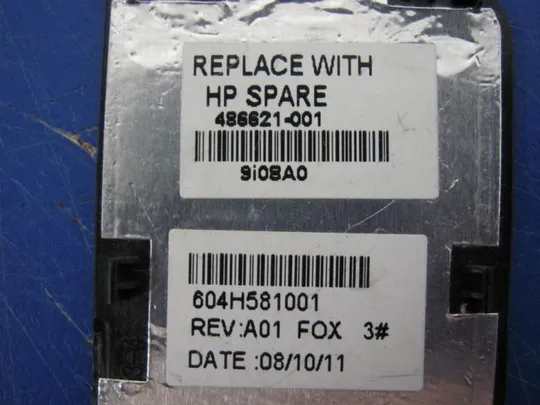 REPLACE WITH
HP SPARE
486621-001
9i08A0
604H581001
REV:A01 FOX 3#
DATE :08/10/11